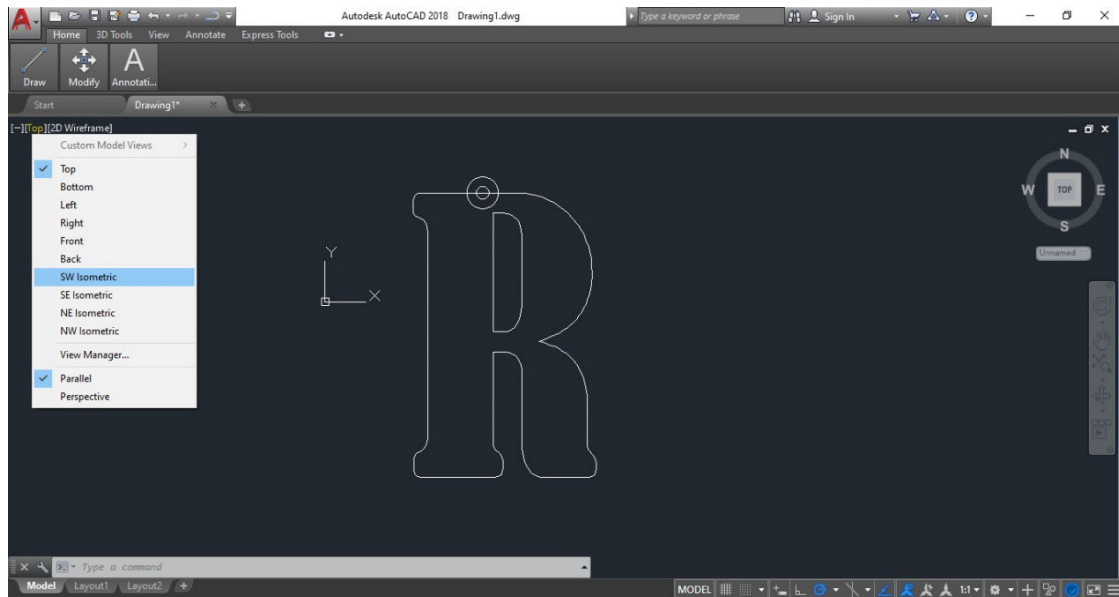 A
Autodesk AutoCAD 2018 Drawing1.dwg
Type a keyword or phrase
Sign In
Home 3D Tools View Annotate Express Tools
A
Draw Modify Annotati...
Start Drawing1* +
[–][Top][2D Wireframe]
Custom Model Views >
Top
Bottom
Left
Right
Front
Back
SW Isometric
SE Isometric
NE Isometric
NW Isometric
View Manager...
Parallel
Perspective
R
Y
X
N
W TOP E
S
Unnamed
Type a command
Model Layout1 Layout2 +
MODEL 1:1